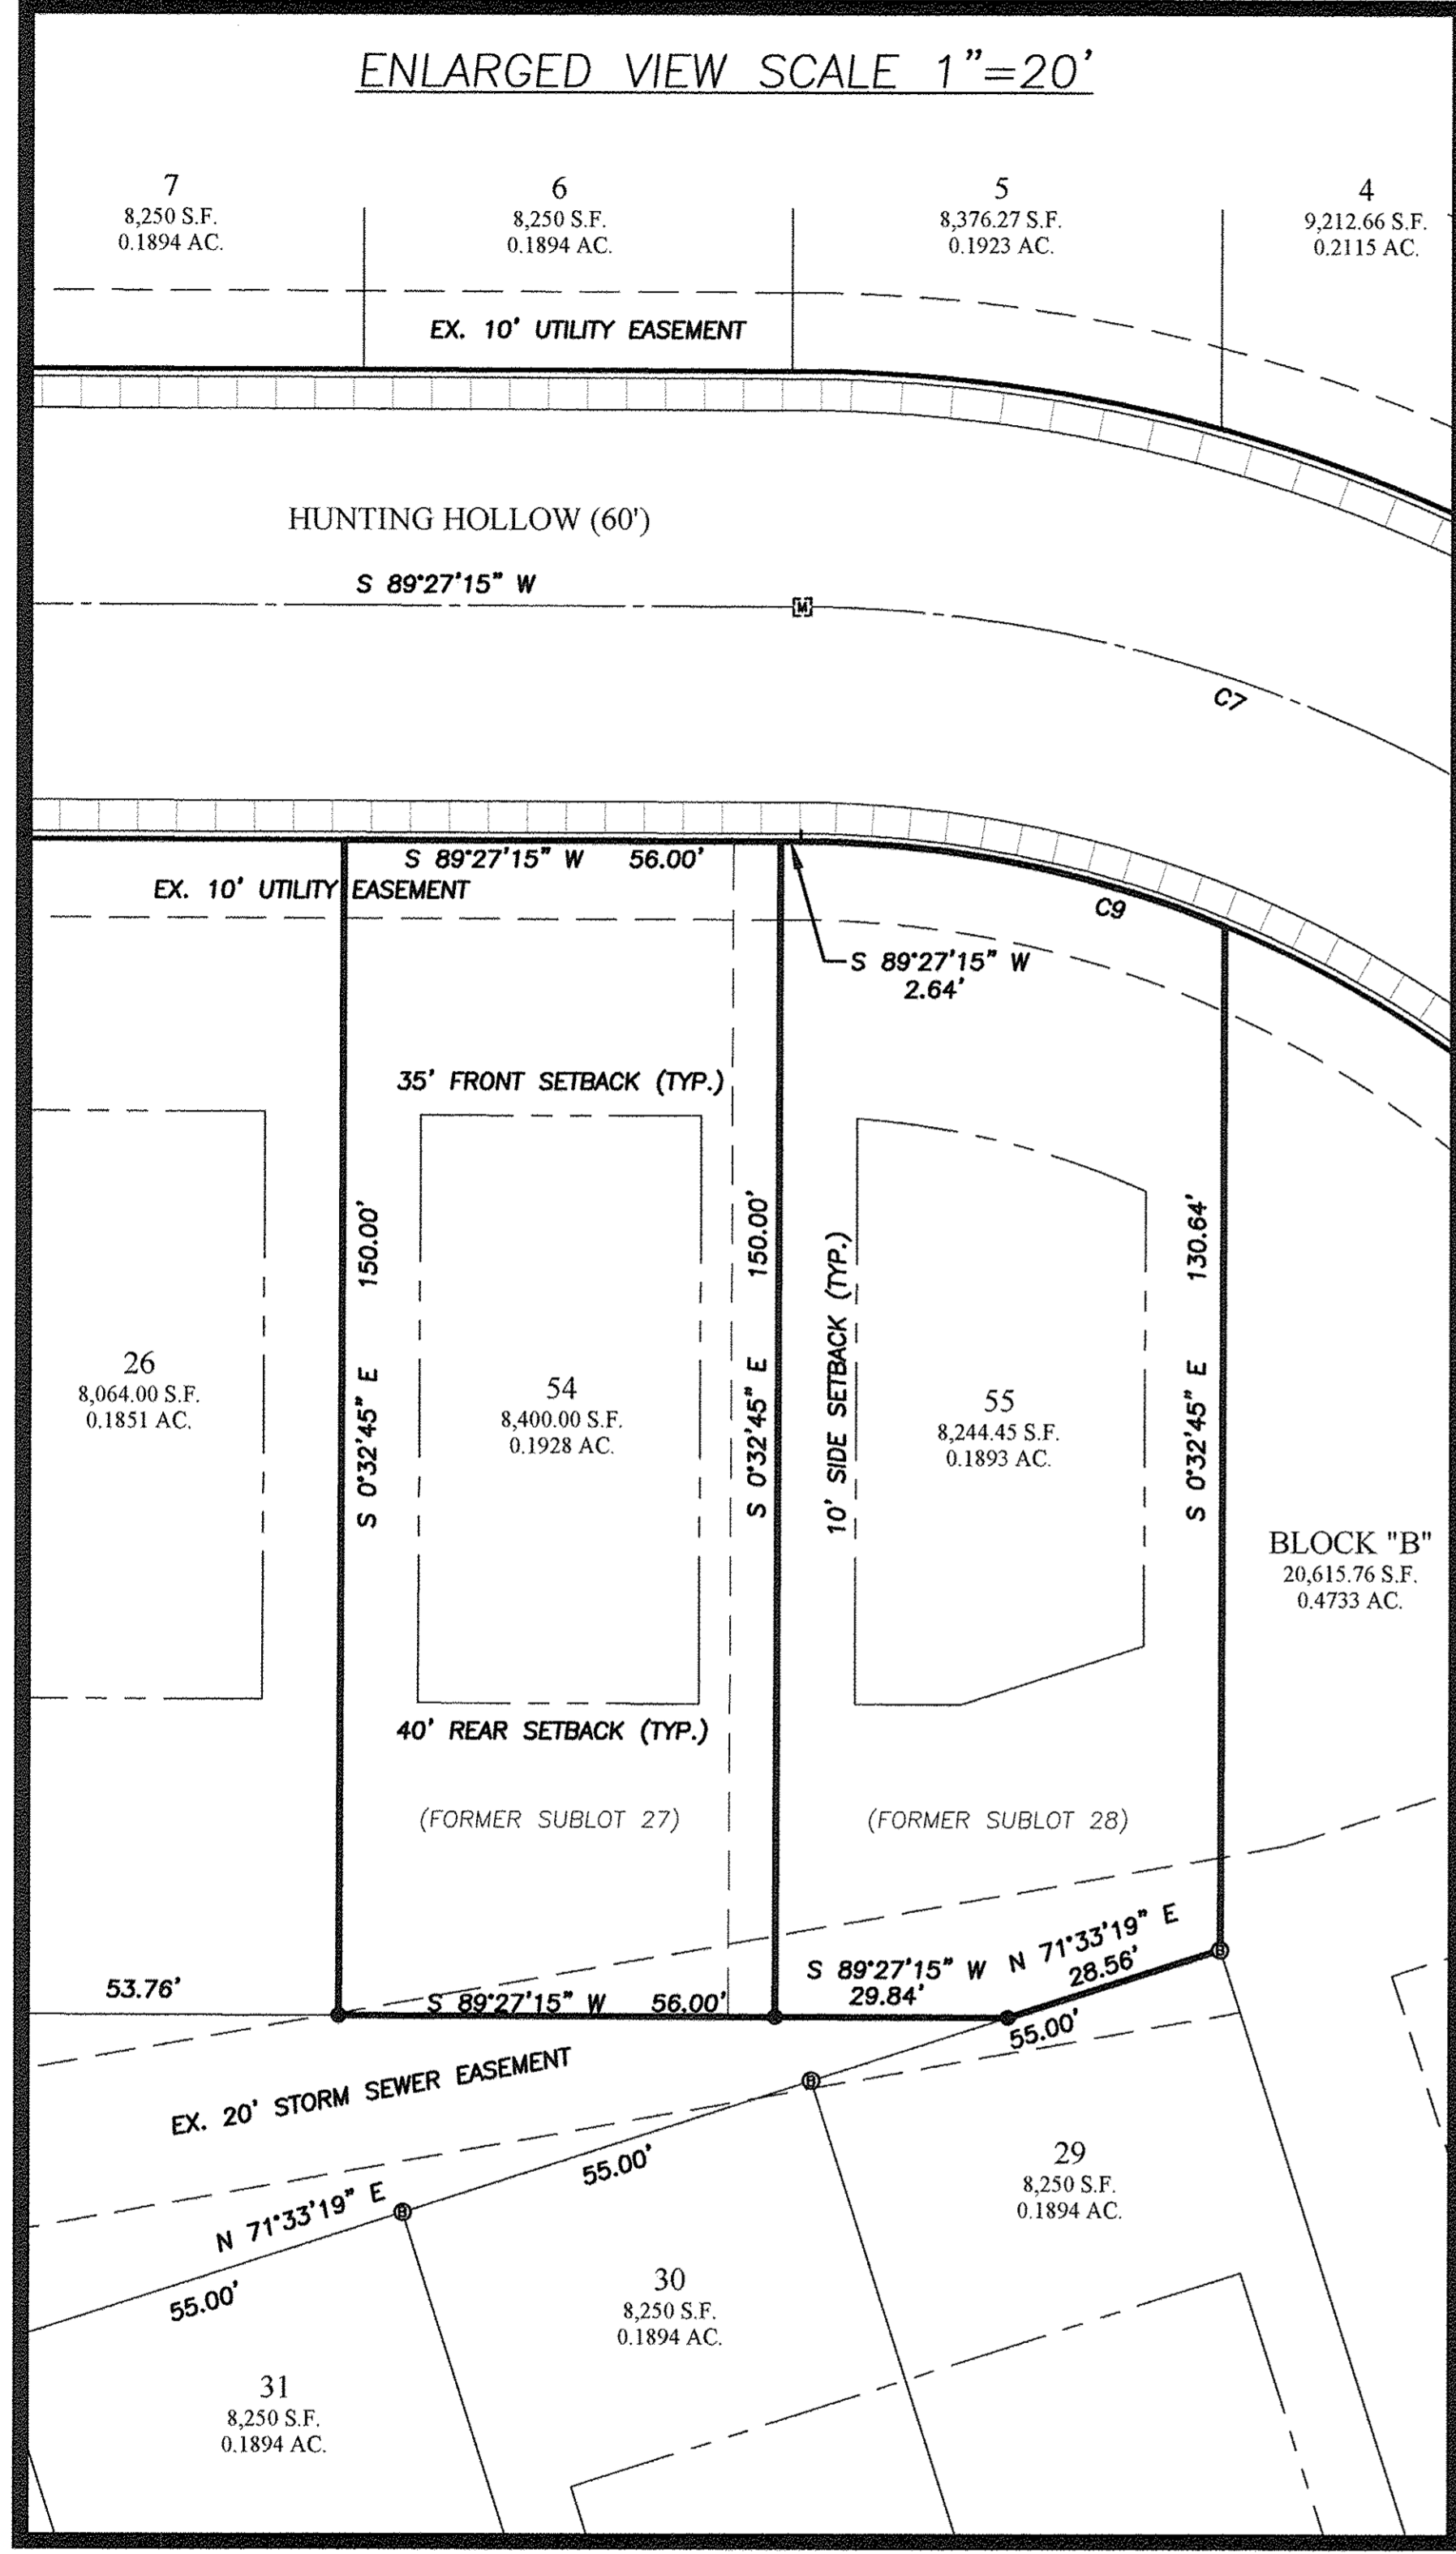 ENLARGED VIEW SCALE 1"=20'
7
8,250 S.F.
0.1894 AC.
6
8,250 S.F.
0.1894 AC.
5
8,376.27 S.F.
0.1923 AC.
4
9,212.66 S.F.
0.2115 AC.
EX. 10' UTILITY EASEMENT
HUNTING HOLLOW (60')
S 89°27'15" W
M
C7
S 89°27'15" W 56.00'
EX. 10' UTILITY EASEMENT
C9
S 89°27'15" W
2.64'
35' FRONT SETBACK (TYP.)
S 0°32'45" E 150.00'
S 0°32'45" E 150.00'
10' SIDE SETBACK (TYP.)
S 0°32'45" E 130.64'
26
8,064.00 S.F.
0.1851 AC.
54
8,400.00 S.F.
0.1928 AC.
55
8,244.45 S.F.
0.1893 AC.
BLOCK "B"
20,615.76 S.F.
0.4733 AC.
40' REAR SETBACK (TYP.)
(FORMER SUBLOT 27)
(FORMER SUBLOT 28)
53.76'
S 89°27'15" W 56.00'
S 89°27'15" W
29.84'
N 71°33'19" E
28.56'
B
55.00'
EX. 20' STORM SEWER EASEMENT
B
55.00'
N 71°33'19" E
B
55.00'
29
8,250 S.F.
0.1894 AC.
30
8,250 S.F.
0.1894 AC.
31
8,250 S.F.
0.1894 AC.